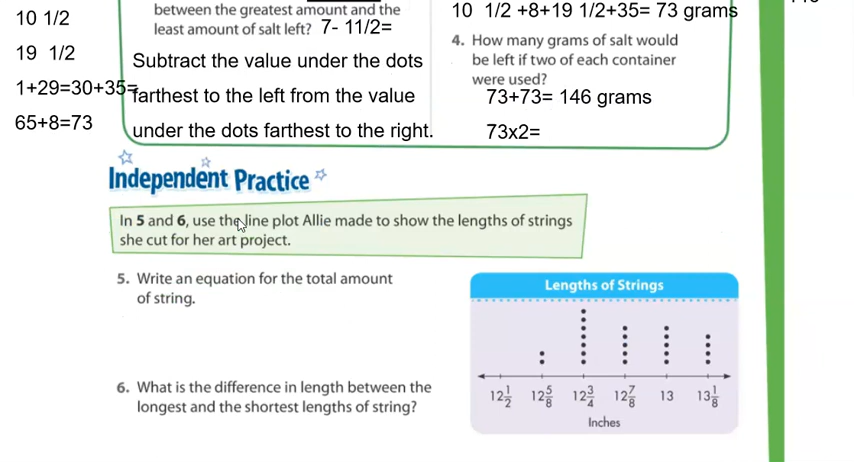 between the greatest amount and the
least amount of salt left? 7- 11/2=
Subtract the value under the dots
farthest to the left from the value
under the dots farthest to the right.
10 1/2
19 1/2
1+29=30+35=
65+8=73
10 1/2 +8+19 1/2+35= 73 grams
4. How many grams of salt would
be left if two of each container
were used?
73+73= 146 grams
73x2=
Independent Practice
In 5 and 6, use the line plot Allie made to show the lengths of strings
she cut for her art project.
5. Write an equation for the total amount
of string.
6. What is the difference in length between the
longest and the shortest lengths of string?
Lengths of Strings
12 1/2 12 5/8 12 3/4 12 7/8 13 13 1/8
Inches